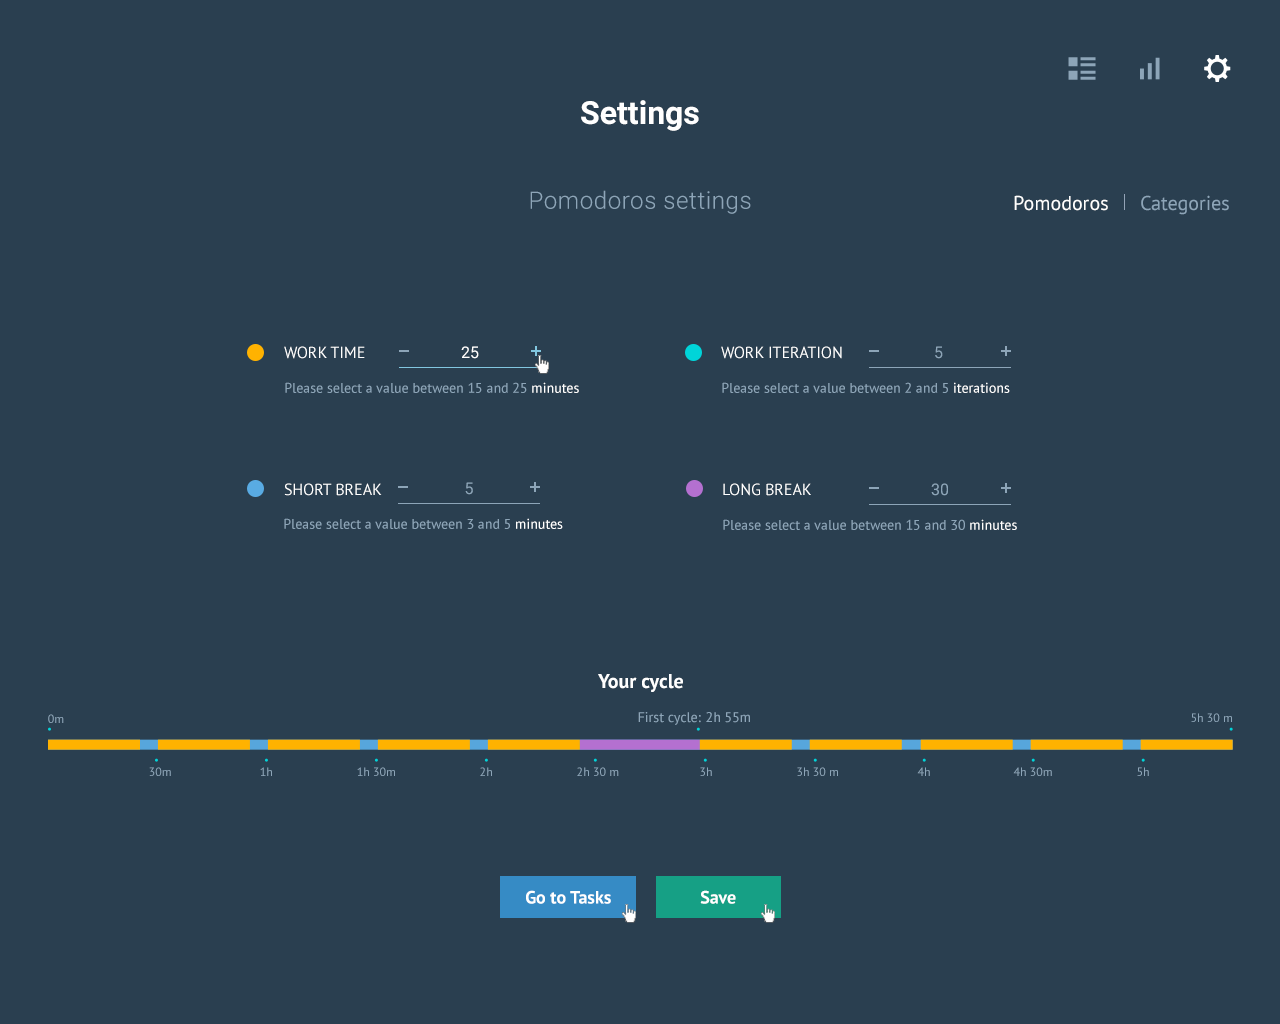 Settings
Pomodoros settings
Pomodoros | Categories
WORK TIME − 25 +
Please select a value between 15 and 25 minutes
WORK ITERATION − 5 +
Please select a value between 2 and 5 iterations
SHORT BREAK − 5 +
Please select a value between 3 and 5 minutes
LONG BREAK − 30 +
Please select a value between 15 and 30 minutes
Your cycle
0m
First cycle: 2h 55m
5h 30 m
30m 1h 1h 30m 2h 2h 30 m 3h 3h 30 m 4h 4h 30m 5h
Go to Tasks
Save